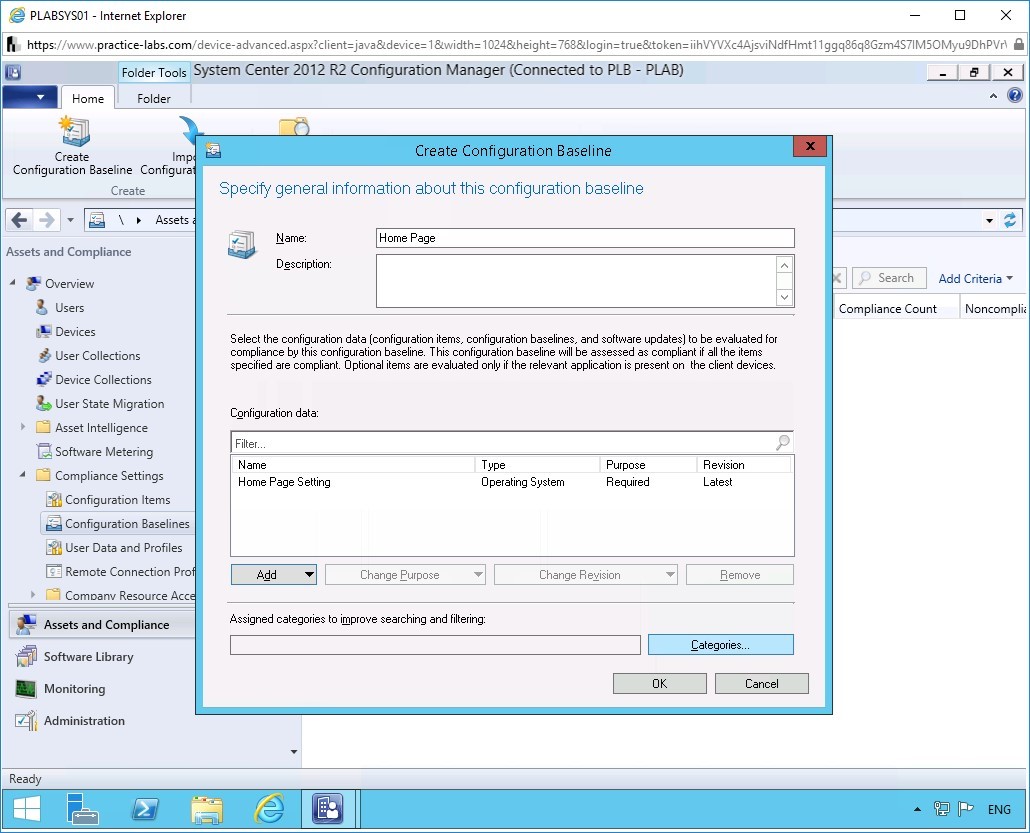 PLABSYS01 - Internet Explorer
https://www.practice-labs.com/device-advanced.aspx?client=java&device=1&width=1024&height=768&login=true&token=
Folder Tools System Center 2012 R2 Configuration Manager (Connected to PLB - PLAB)
Home Folder
Create Configuration Baseline
Create
\ Assets
Assets and Compliance
Overview
Users
Devices
User Collections
Device Collections
User State Migration
Asset Intelligence
Software Metering
Compliance Settings
Configuration Items
Configuration Baselines
User Data and Profiles
Remote Connection Prof
Company Resource Acce
Assets and Compliance
Software Library
Monitoring
Administration
Search Add Criteria
Compliance Count Noncomplia
Create Configuration Baseline
X
Specify general information about this configuration baseline
Name: Home Page
Description:
Select the configuration data (configuration items, configuration baselines, and software updates) to be evaluated for
compliance by this configuration baseline. This configuration baseline will be assessed as compliant if all the items
specified are compliant. Optional items are evaluated only if the relevant application is present on the client devices.
Configuration data:
Filter...
Name Type Purpose Revision
Home Page Setting Operating System Required Latest
Add Change Purpose Change Revision Remove
Assigned categories to improve searching and filtering:
Categories...
OK Cancel
Ready
ENG